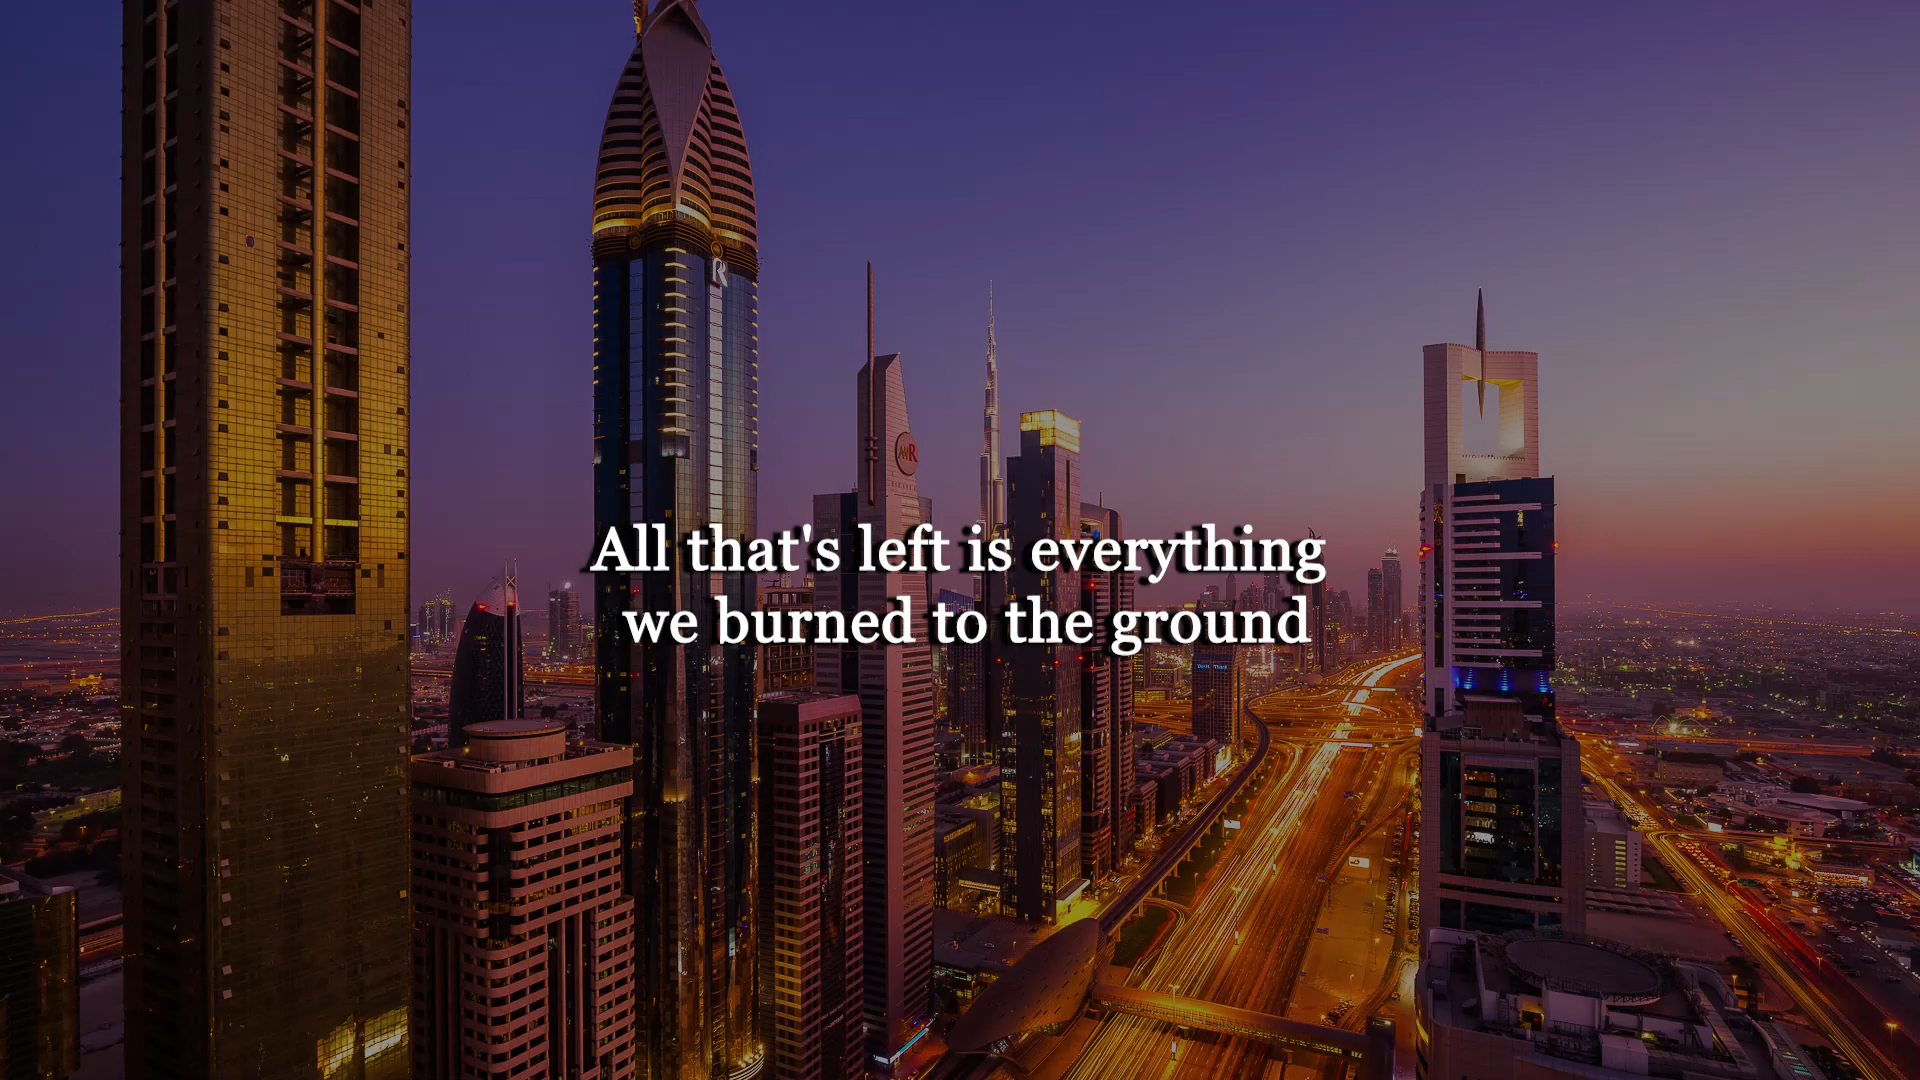 All that's left is everything
we burned to the ground
R